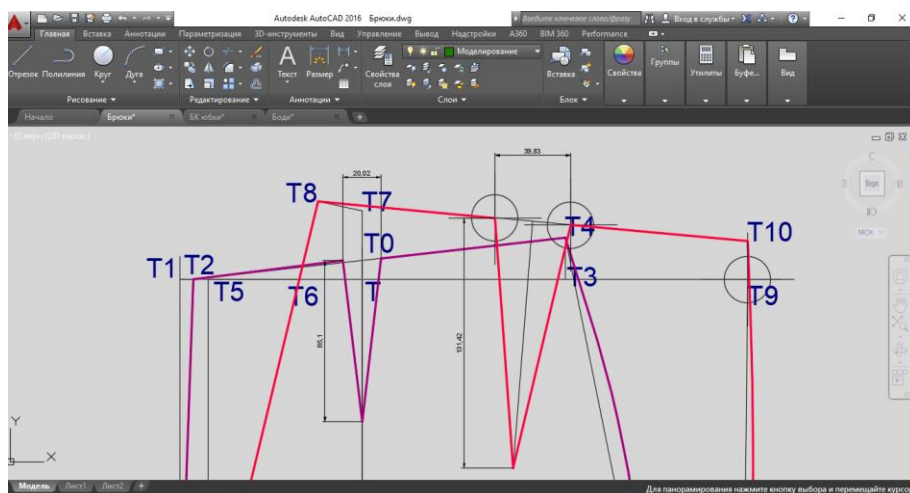 Autodesk AutoCAD 2016 Брюки.dwg
Введите ключевое слово/фразу
Вход в службы
Главная Вставка Аннотации Параметризация 3D-инструменты Вид Управление Вывод Надстройки A360 BIM 360 Performance
Отрезок Полилиния Круг Дуга
Текст Размер
Свойства слоя
Моделирование
Вставка
Свойства
Группы
Утилиты
Буфе...
Вид
Рисование Редактирование Аннотации Слои Блок
Начало Брюки* БК юбки* Боди* +
[Сверху][2D-каркас]
39,83
20,02
С
Верх
В
Ю
МСК
T8 T7
T4 T10
T0
T1 T2
T5 T6 T T3 T9
85,1
131,42
Y
X
Модель Лист1 Лист2 +
Для панорамирования нажмите кнопку выбора и перемещайте курсо